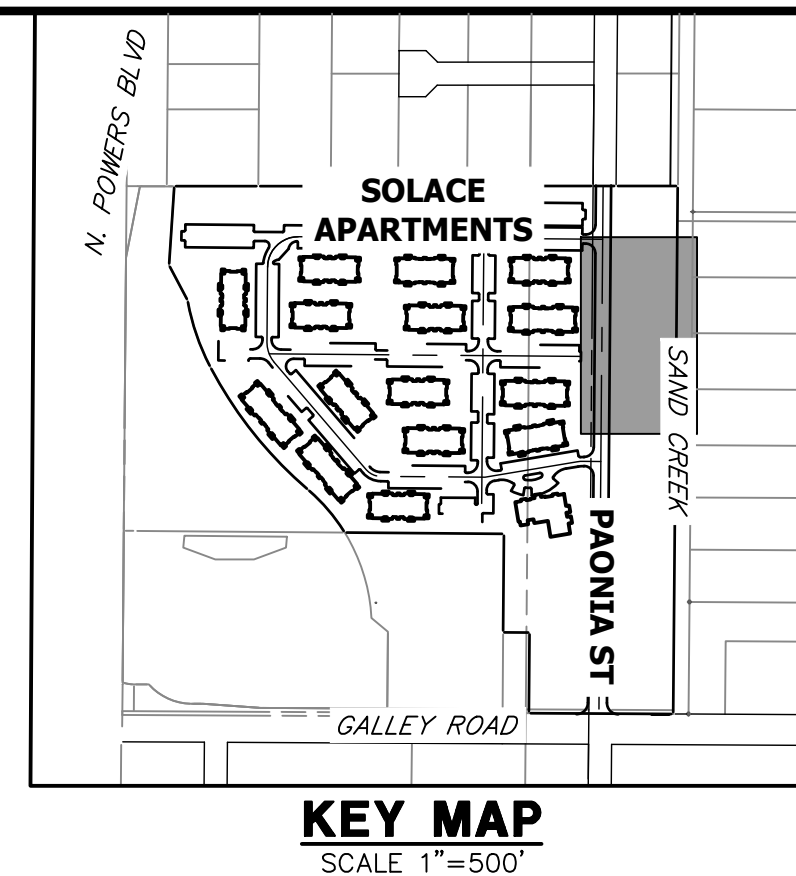 N. POWERS BLVD
SOLACE
APARTMENTS
SAND CREEK
PAONIA ST
GALLEY ROAD
KEY MAP
SCALE 1"=500'